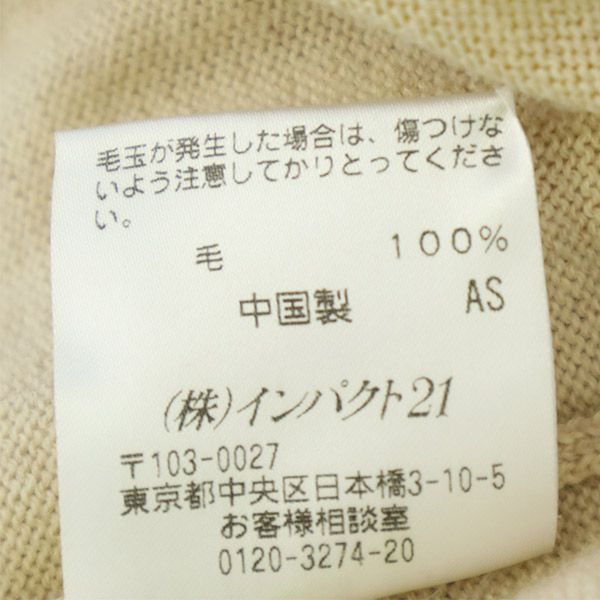 毛玉が発生した場合は、傷つけな
いよう注意してかりとってくださ
い。
毛 100%
中国製 AS
(株)インパクト21
〒103-0027
東京都中央区日本橋3-10-5
お客様相談室
0120-3274-20